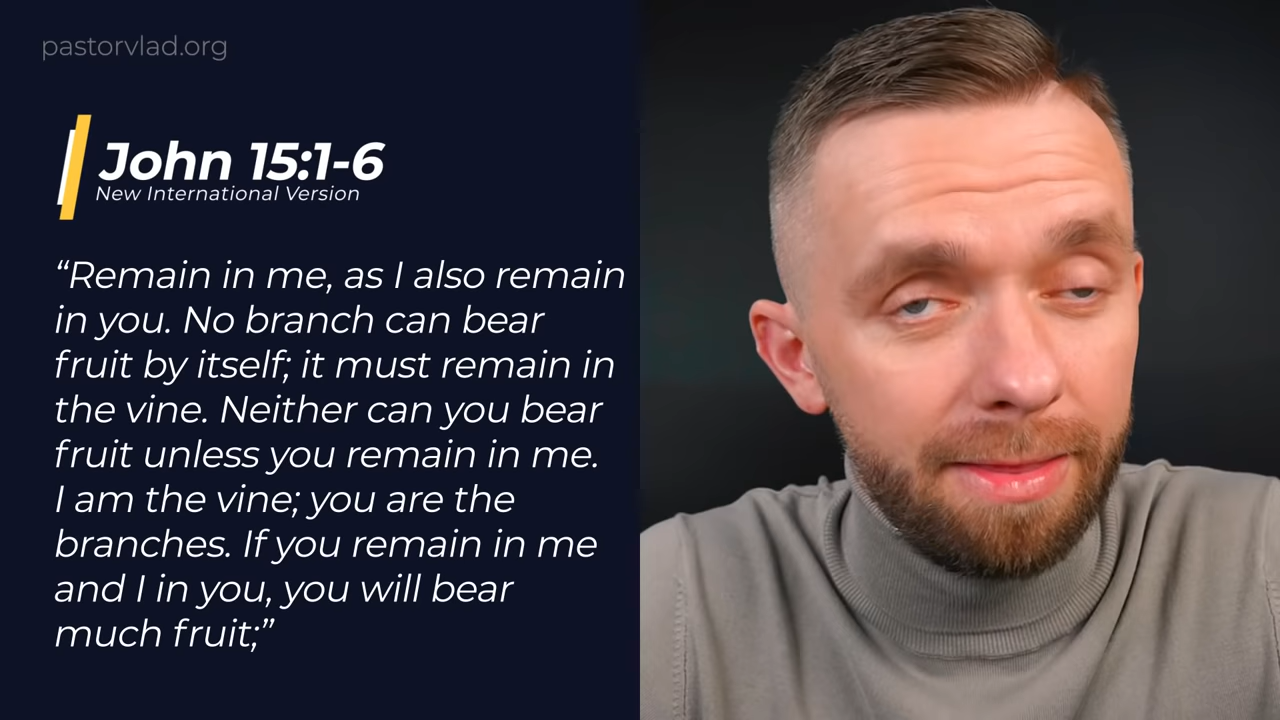 pastorvlad.org
John 15:1-6
New International Version
“Remain in me, as I also remain
in you. No branch can bear
fruit by itself; it must remain in
the vine. Neither can you bear
fruit unless you remain in me.
I am the vine; you are the
branches. If you remain in me
and I in you, you will bear
much fruit;”